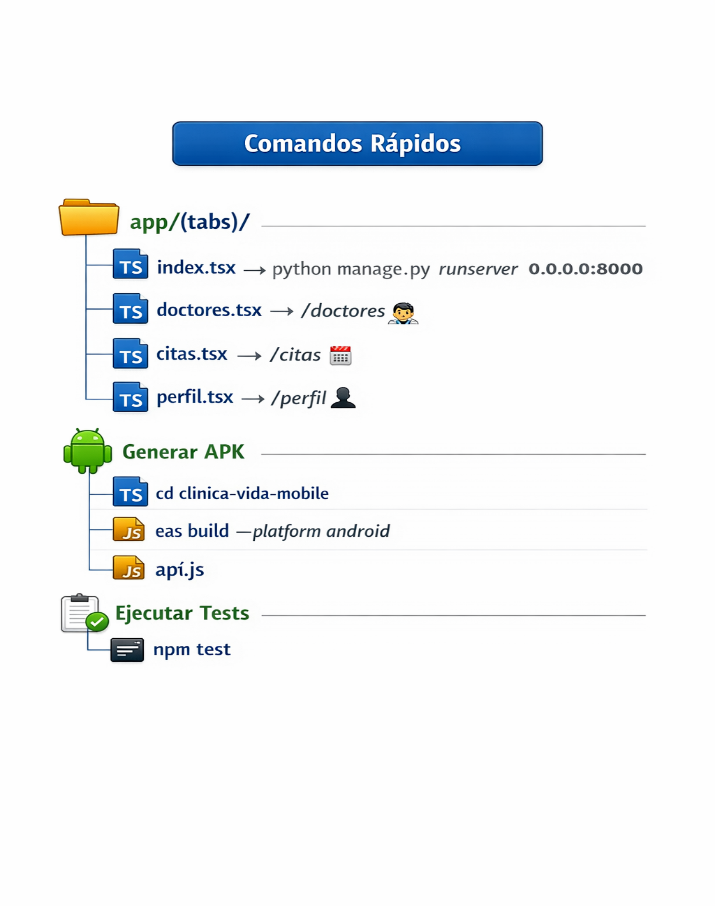 Comandos Rápidos
app/(tabs)/
TS index.tsx → python manage.py runserver 0.0.0.0:8000
TS doctores.tsx → /doctores
TS citas.tsx → /citas
TS perfil.tsx → /perfil
Generar APK
TS cd clinica-vida-mobile
JS eas build —platform android
JS apí.js
Ejecutar Tests
npm test